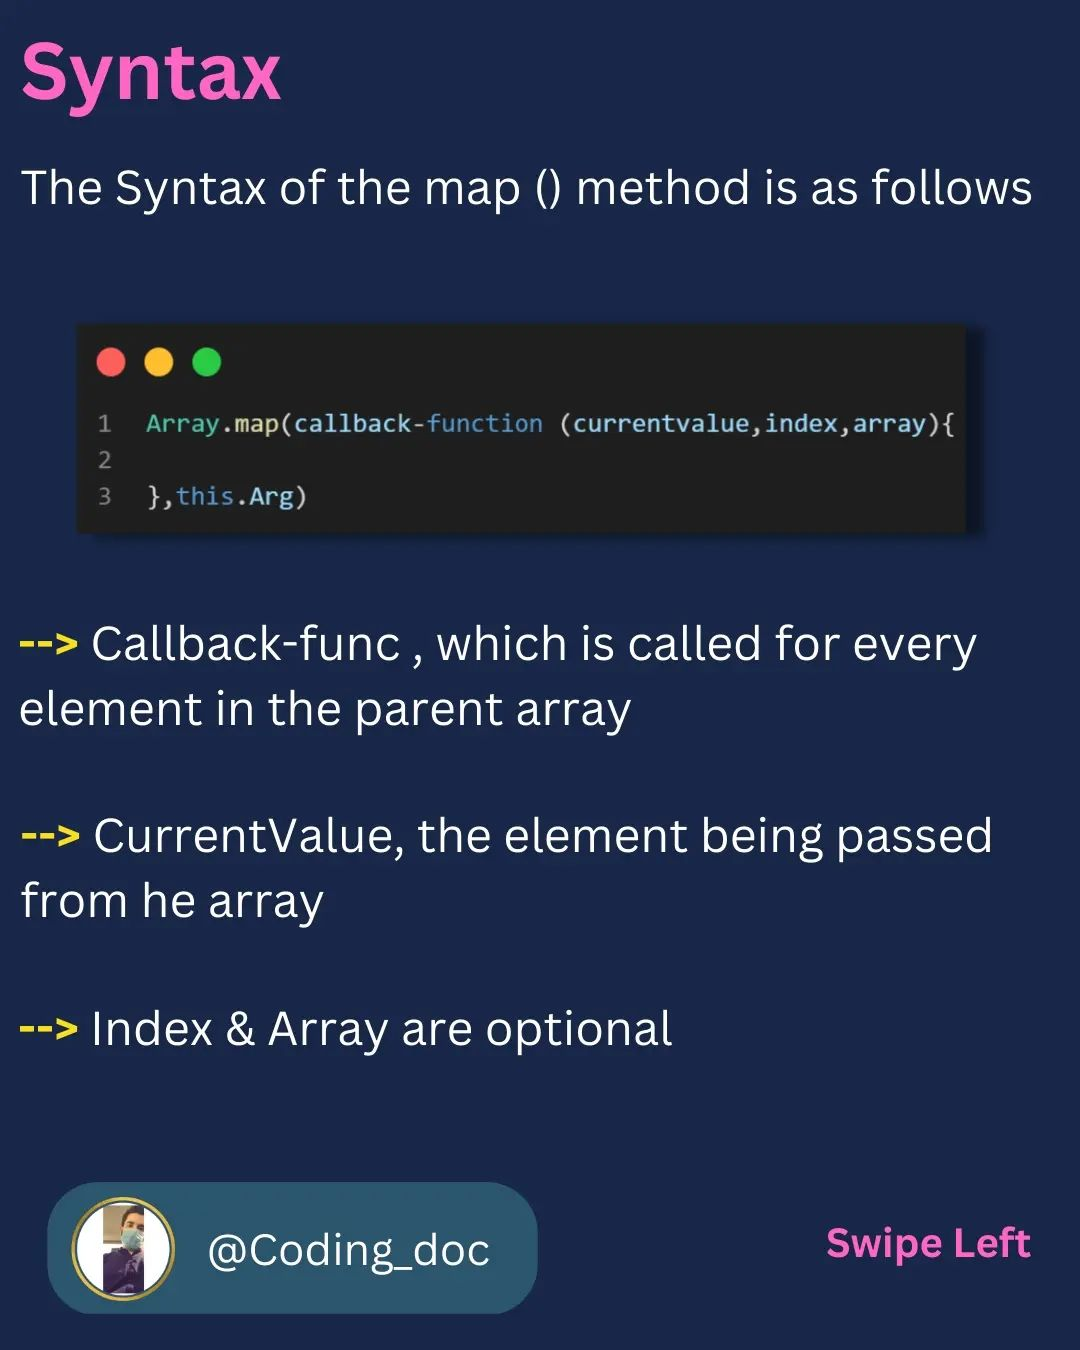 Syntax
The Syntax of the map () method is as follows
1 Array.map(callback-function (currentvalue,index,array){
2
3 },this.Arg)
--> Callback-func , which is called for every
element in the parent array
--> CurrentValue, the element being passed
from he array
--> Index & Array are optional
@Coding_doc
Swipe Left